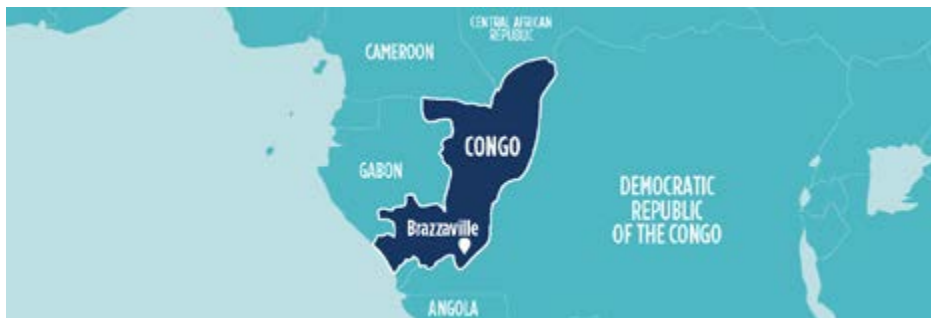 CENTRAL AFRICAN
REPUBLIC
CAMEROON
CONGO
GABON
DEMOCRATIC
REPUBLIC
OF THE CONGO
Brazzaville
ANGOLA